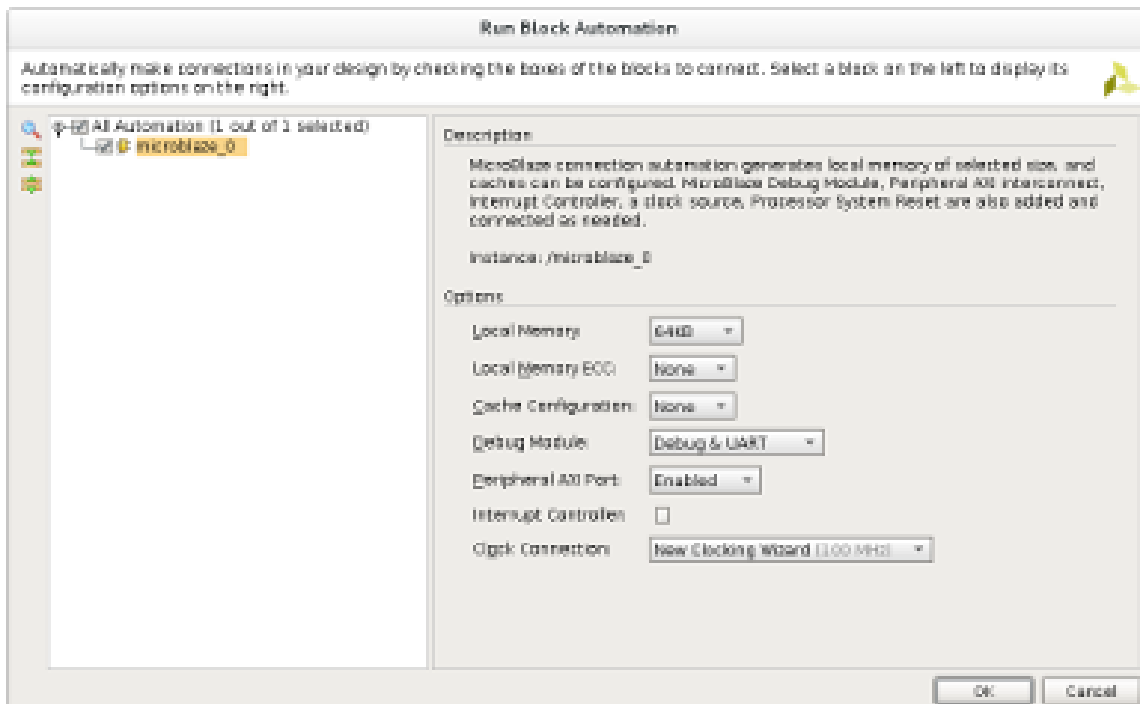 Run Block Automation
Automatically make connections in your design by checking the boxes of the blocks to connect. Select a block on the left to display its
configuration options on the right.
All Automation (1 out of 1 selected)
microblaze_0
Description
MicroBlaze connection automation generates local memory of selected size, and
caches can be configured. MicroBlaze Debug Module, Peripheral AXI interconnect,
Interrupt Controller, a clock source, Processor System Reset are also added and
connected as needed.
Instance: /microblaze_0
Options
Local Memory: 64KB
Local Memory ECC: None
Cache Configuration: None
Debug Module: Debug & UART
Peripheral AXI Port: Enabled
Interrupt Controller:
Clock Connection: New Clocking Wizard (100 MHz)
OK Cancel